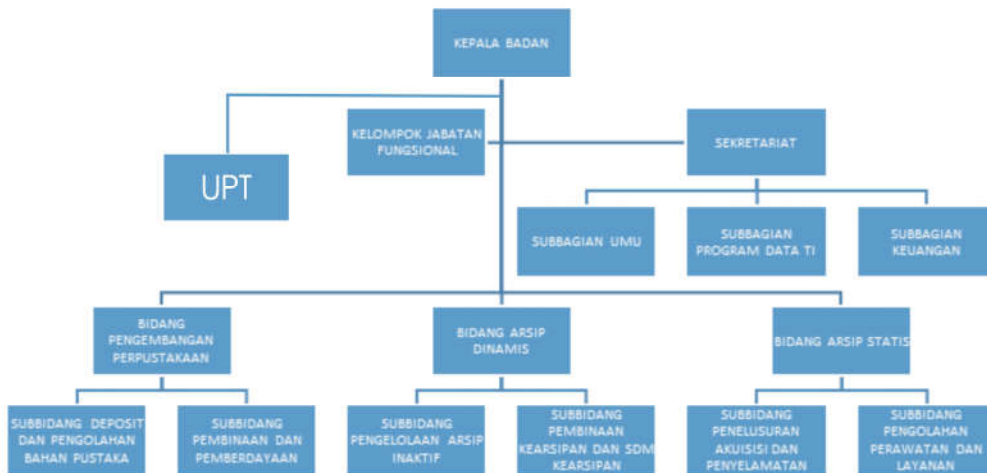 KEPALA BADAN
KELOMPOK JABATAN
FUNGSIONAL
SEKRETARIAT
UPT
SUBBAGIAN UMU
SUBBAGIAN
PROGRAM DATA TI
SUBBAGIAN
KEUANGAN
BIDANG
PENGEMBANGAN
PERPUSTAKAAN
BIDANG ARSIP
DINAMIS
BIDANG ARSIP STATIS
SUBBIDANG DEPOSIT
DAN PENGOLAHAN
BAHAN PUSTAKA
SUBBIDANG
PEMBINAAN DAN
PEMBERDAYAAN
SUBBIDANG
PENGELOLAAN ARSIP
INAKTIF
SUBBIDANG
PEMBINAAN
KEARSIPAN DAN SDM
KEARSIPAN
SUBBIDANG
PENELUSURAN
AKUISISI DAN
PENYELAMATAN
SUBBIDANG
PENGOLAHAN
PERAWATAN DAN
LAYANAN